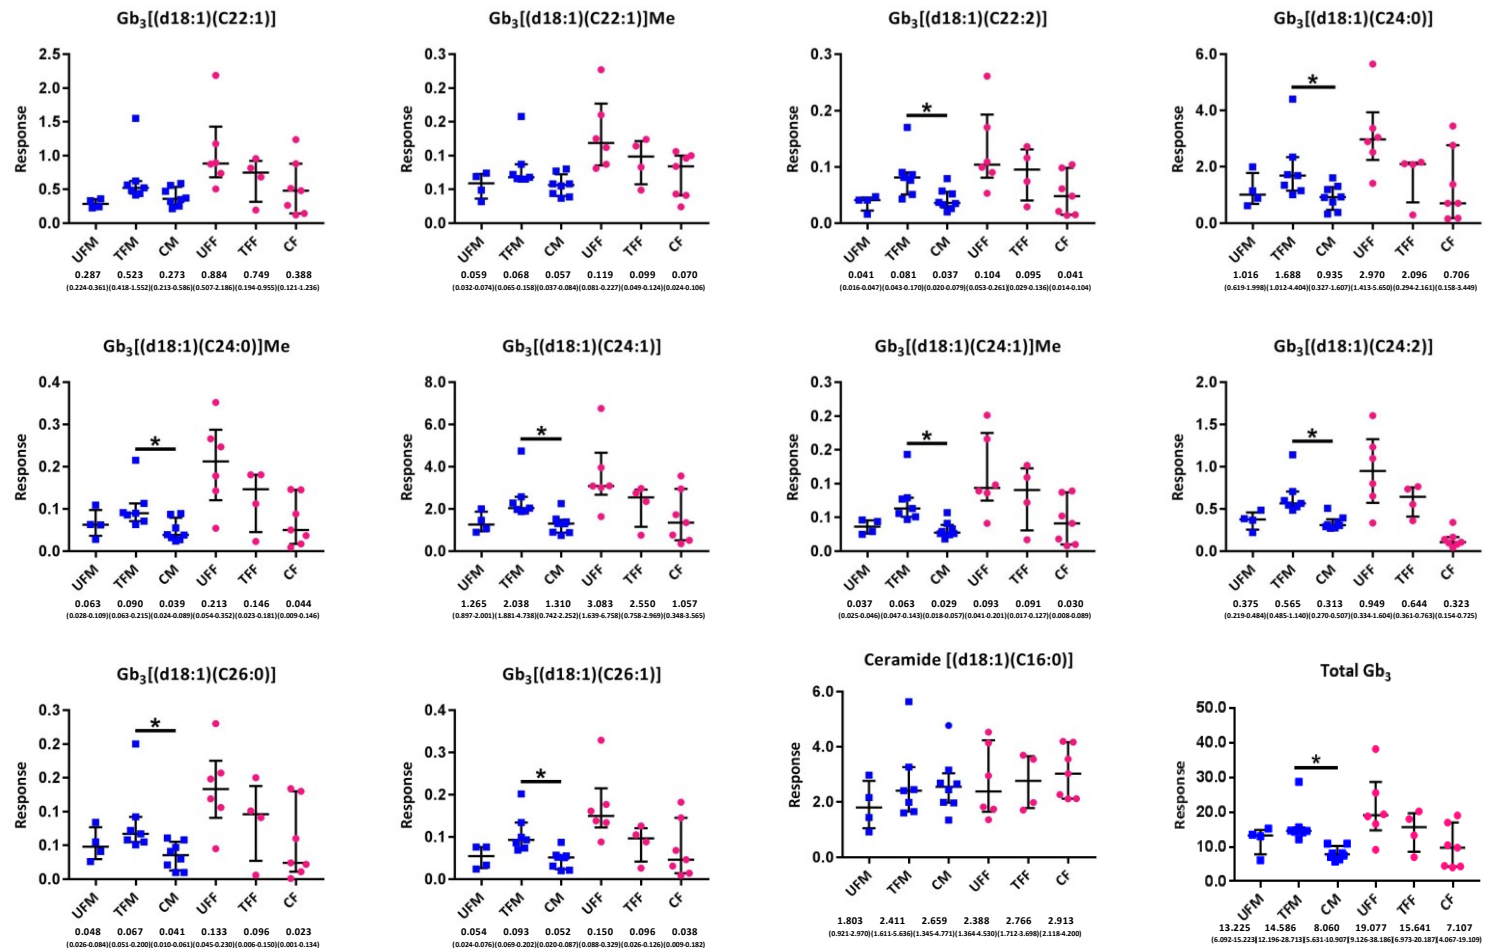 Gb3[(d18:1)(C22:1)]
Response
2.5
2.0
1.5
1.0
0.5
0.0
UFM TFM CM UFF TFF CF
0.287 0.523 0.273 0.884 0.749 0.388
(0.224-0.361)(0.418-1.552)(0.213-0.586)(0.507-2.186)(0.194-0.955)(0.121-1.236)
Gb3[(d18:1)(C22:1)]Me
Response
0.3
0.2
0.2
0.1
0.1
0.0
UFM TFM CM UFF TFF CF
0.059 0.068 0.057 0.119 0.099 0.070
(0.032-0.074)(0.065-0.158)(0.037-0.084)(0.081-0.227)(0.049-0.124)(0.024-0.106)
Gb3[(d18:1)(C22:2)]
Response
0.3
0.2
0.1
0.0
*
UFM TFM CM UFF TFF CF
0.041 0.081 0.037 0.104 0.095 0.041
(0.016-0.047)(0.043-0.170)(0.020-0.079)(0.053-0.261)(0.029-0.136)(0.014-0.104)
Gb3[(d18:1)(C24:0)]
Response
6.0
4.0
2.0
0.0
*
UFM TFM CM UFF TFF CF
1.016 1.688 0.935 2.970 2.096 0.706
(0.619-1.998)(1.012-4.404)(0.327-1.607)(1.413-5.650)(0.294-2.161)(0.158-3.449)
Gb3[(d18:1)(C24:0)]Me
Response
0.4
0.3
0.2
0.1
0.0
*
UFM TFM CM UFF TFF CF
0.063 0.090 0.039 0.213 0.146 0.044
(0.028-0.109)(0.063-0.215)(0.024-0.089)(0.054-0.352)(0.023-0.181)(0.009-0.146)
Gb3[(d18:1)(C24:1)]
Response
8.0
6.0
4.0
2.0
0.0
*
UFM TFM CM UFF TFF CF
1.265 2.038 1.310 3.083 2.550 1.057
(0.897-2.001)(1.881-4.738)(0.742-2.252)(1.639-6.758)(0.758-2.969)(0.348-3.565)
Gb3[(d18:1)(C24:1)]Me
Response
0.3
0.2
0.2
0.1
0.1
0.0
*
UFM TFM CM UFF TFF CF
0.037 0.063 0.029 0.093 0.091 0.030
(0.025-0.046)(0.047-0.143)(0.018-0.057)(0.041-0.201)(0.017-0.127)(0.008-0.089)
Gb3[(d18:1)(C24:2)]
Response
2.0
1.5
1.0
0.5
0.0
*
UFM TFM CM UFF TFF CF
0.375 0.565 0.313 0.949 0.644 0.323
(0.219-0.484)(0.485-1.140)(0.270-0.507)(0.334-1.604)(0.361-0.763)(0.154-0.725)
Gb3[(d18:1)(C26:0)]
Response
0.3
0.2
0.2
0.1
0.1
0.0
*
UFM TFM CM UFF TFF CF
0.048 0.067 0.041 0.133 0.096 0.023
(0.026-0.084)(0.051-0.200)(0.010-0.061)(0.045-0.230)(0.006-0.150)(0.001-0.134)
Gb3[(d18:1)(C26:1)]
Response
0.4
0.3
0.2
0.1
0.0
*
UFM TFM CM UFF TFF CF
0.054 0.093 0.052 0.150 0.096 0.038
(0.024-0.076)(0.069-0.202)(0.020-0.087)(0.088-0.329)(0.026-0.126)(0.009-0.182)
Ceramide [(d18:1)(C16:0)]
Response
6.0
4.0
2.0
0.0
UFM TFM CM UFF TFF CF
1.803 2.411 2.659 2.388 2.766 2.913
(0.921-2.970)(1.611-5.636)(1.345-4.771)(1.364-4.530)(1.712-3.698)(2.118-4.200)
Total Gb3
Response
50.0
40.0
30.0
20.0
10.0
0.0
*
UFM TFM CM UFF TFF CF
13.225 14.586 8.060 19.077 15.641 7.107
(6.092-15.223)(12.196-28.713)(5.631-10.907)(9.126-38.186)(6.973-20.187)(4.067-19.109)